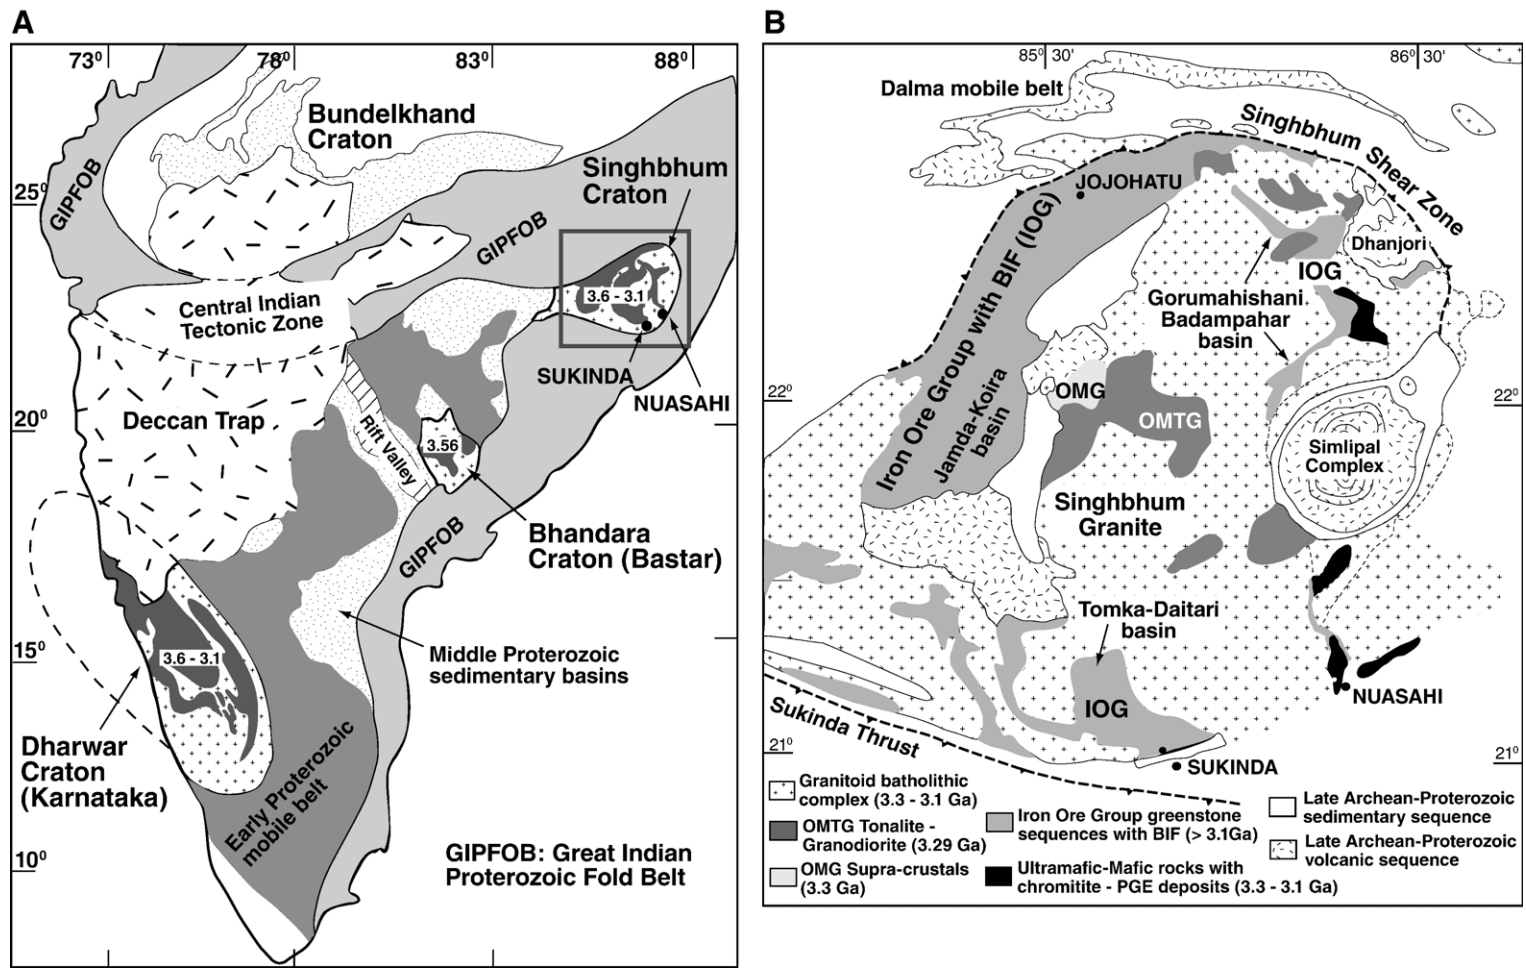 A
73⁰
78⁰
83⁰
88⁰
25⁰
20⁰
15⁰
10⁰
GIPFOB
Bundelkhand
Craton
Singhbhum
Craton
GIPFOB
Central Indian
Tectonic Zone
3.6 - 3.1
SUKINDA
NUASAHI
Deccan Trap
Rift Valley
3.56
Bhandara
Craton (Bastar)
GIPFOB
3.6 - 3.1
Middle Proterozoic
sedimentary basins
Dharwar
Craton
(Karnataka)
Early Proterozoic
mobile belt
GIPFOB: Great Indian
Proterozoic Fold Belt
B
85⁰ 30'
86⁰ 30'
22⁰
22⁰
21⁰
21⁰
Dalma mobile belt
Singhbhum Shear Zone
JOJOHATU
Dhanjori
IOG
Iron Ore Group with BIF (IOG)
Gorumahishani
Badampahar
basin
Jamda-Koira
basin
OMG
OMTG
Simlipal
Complex
Singhbhum
Granite
Tomka-Daitari
basin
IOG
NUASAHI
Sukinda Thrust
SUKINDA
Granitoid batholithic
complex (3.3 - 3.1 Ga)
OMTG Tonalite -
Granodiorite (3.29 Ga)
OMG Supra-crustals
(3.3 Ga)
Iron Ore Group greenstone
sequences with BIF (> 3.1Ga)
Ultramafic-Mafic rocks with
chromitite - PGE deposits (3.3 - 3.1 Ga)
Late Archean-Proterozoic
sedimentary sequence
Late Archean-Proterozoic
volcanic sequence